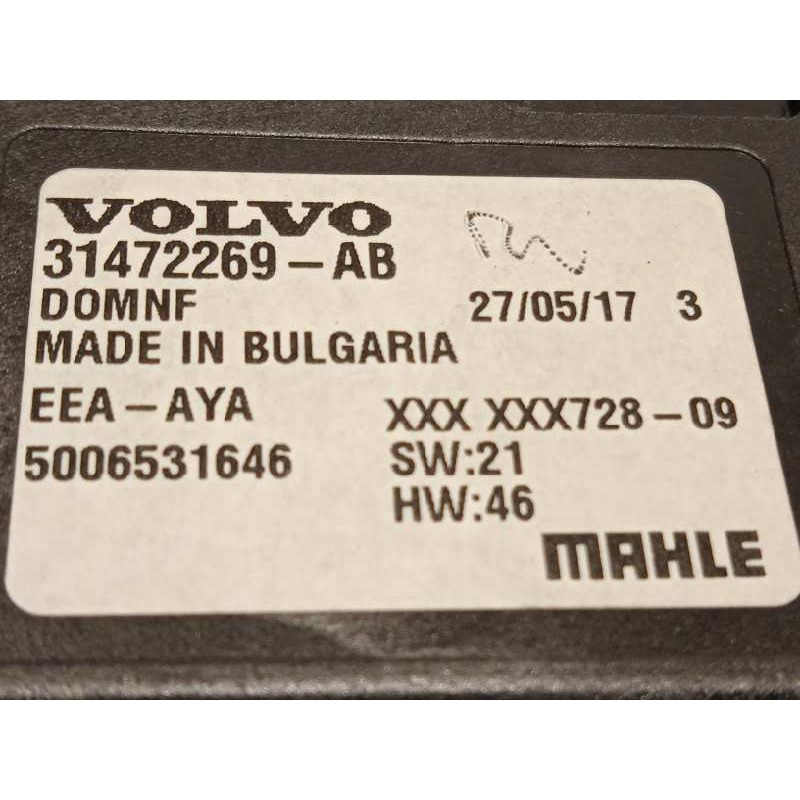 VOLVO
31472269-AB
DOMNF 27/05/17 3
MADE IN BULGARIA
EEA-AYA XXX XXX728-09
5006531646 SW:21
HW:46
MAHLE